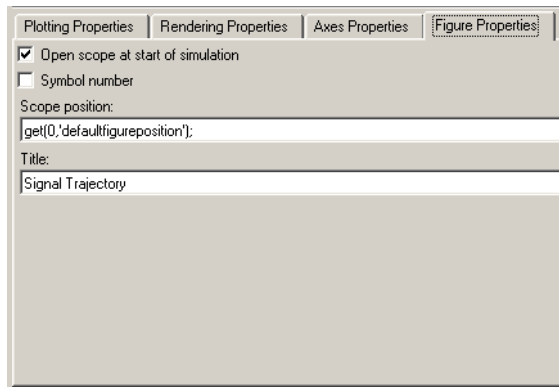 Plotting Properties Rendering Properties Axes Properties Figure Properties
Open scope at start of simulation
Symbol number
Scope position:
get(0,'defaultfigureposition');
Title:
Signal Trajectory